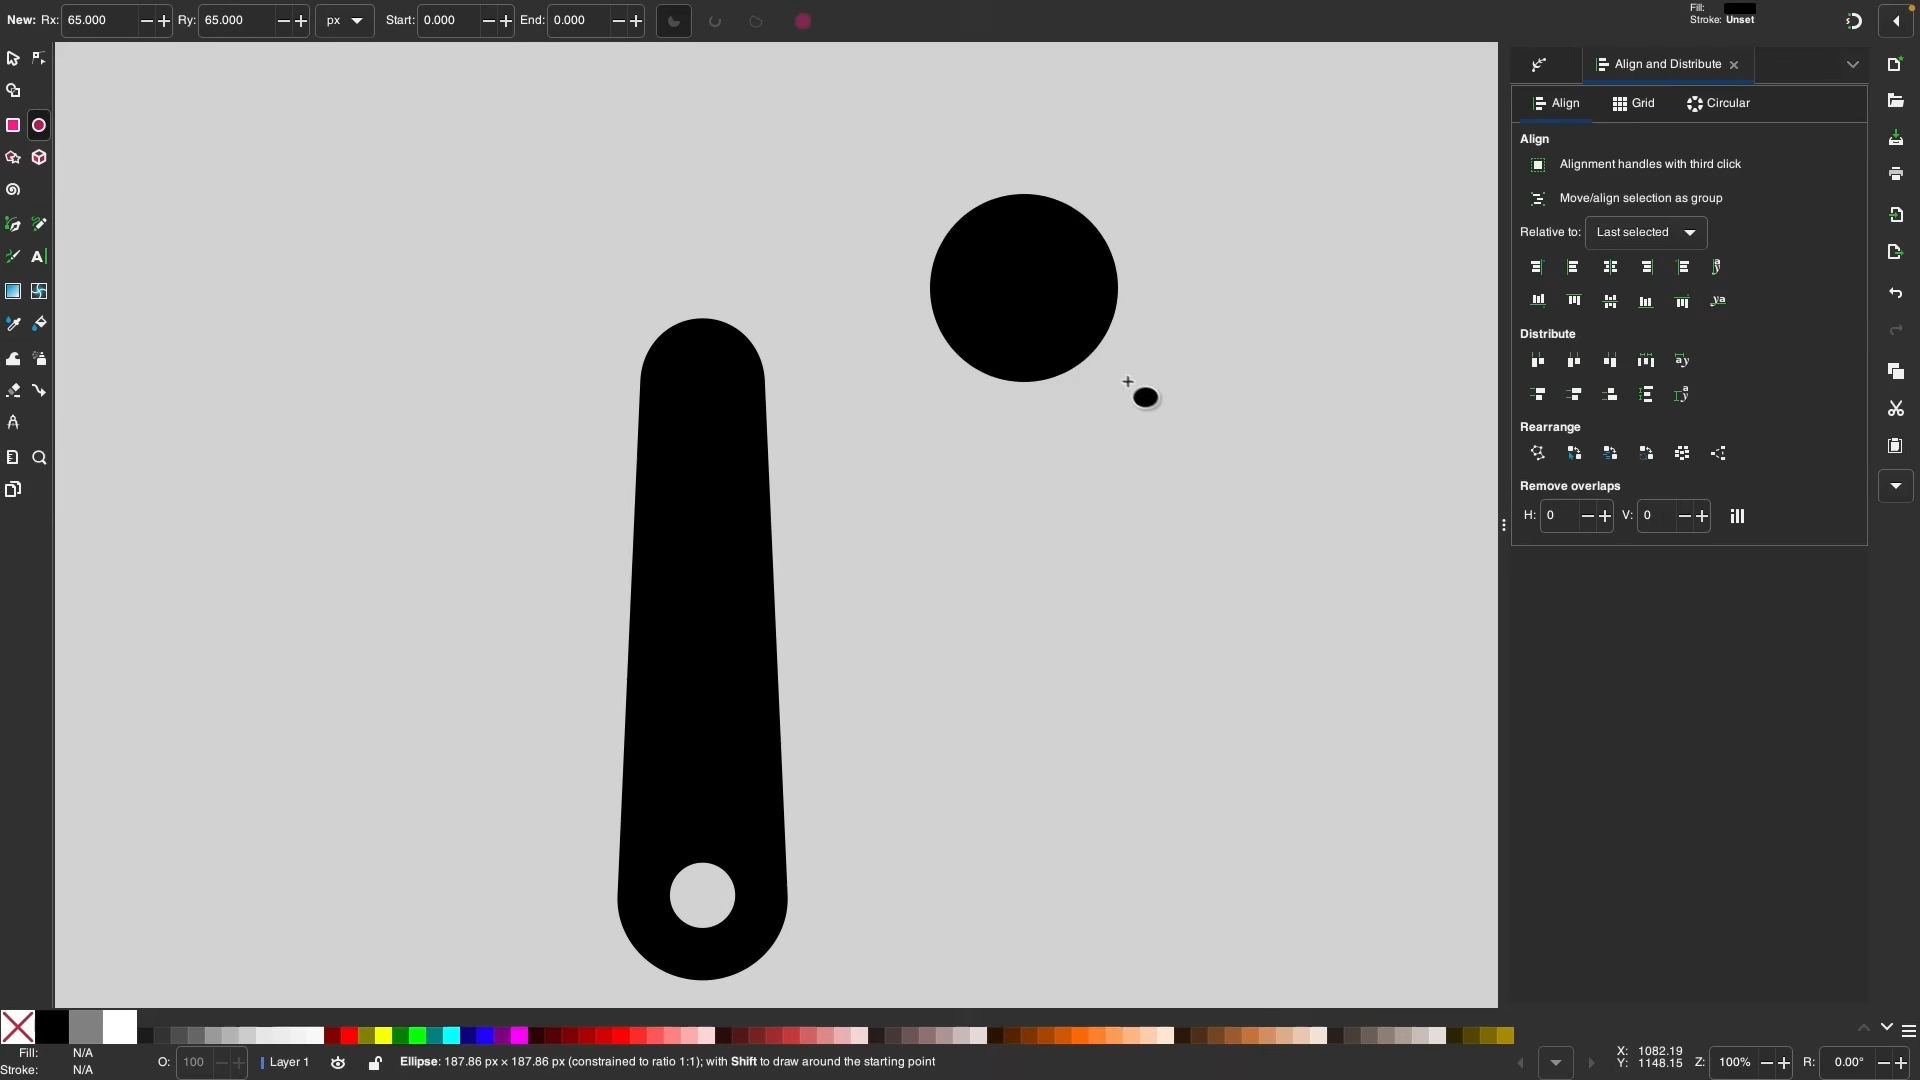 New: Rx: 65.000 Ry: 65.000 px Start: 0.000 End: 0.000
Fill:
Stroke: Unset
Align and Distribute
Align Grid Circular
Align
Alignment handles with third click
Move/align selection as group
Relative to: Last selected
Distribute
Rearrange
Remove overlaps
H: 0 V: 0
Fill: N/A
Stroke: N/A
O: 100
Layer 1
Ellipse: 187.86 px × 187.86 px (constrained to ratio 1:1); with Shift to draw around the starting point
X: 1082.19
Y: 1148.15
Z: 100%
R: 0.00°